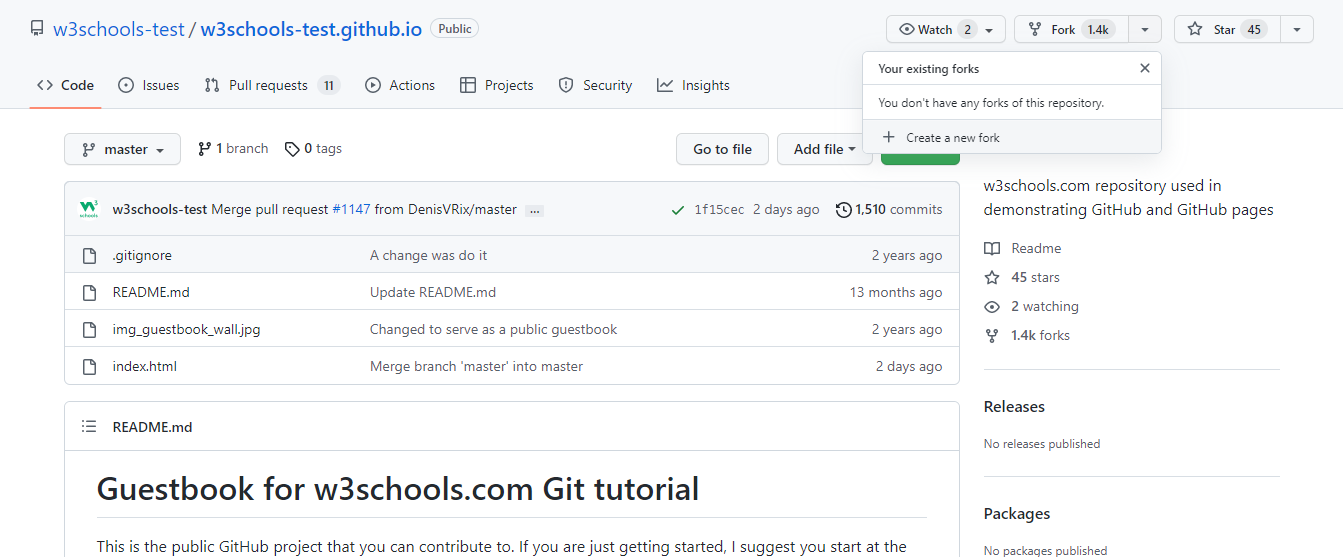 w3schools-test / w3schools-test.github.io Public
Watch 2 Fork 1.4k Star 45
Code Issues Pull requests 11 Actions Projects Security Insights
Your existing forks
You don't have any forks of this repository.
Create a new fork
master 1 branch 0 tags Go to file Add file
w3schools-test Merge pull request #1147 from DenisVRix/master ... 1f15cec 2 days ago 1,510 commits
.gitignore A change was do it 2 years ago
README.md Update README.md 13 months ago
img_guestbook_wall.jpg Changed to serve as a public guestbook 2 years ago
index.html Merge branch 'master' into master 2 days ago
README.md
Guestbook for w3schools.com Git tutorial
This is the public GitHub project that you can contribute to. If you are just getting started, I suggest you start at the
w3schools.com repository used in
demonstrating GitHub and GitHub pages
Readme
45 stars
2 watching
1.4k forks
Releases
No releases published
Packages
No packages published